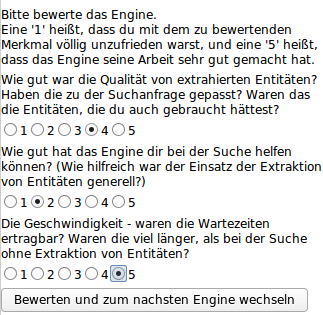 Bitte bewerte das Engine.
Eine '1' heißt, dass du mit dem zu bewertenden
Merkmal völlig unzufrieden warst, und eine '5' heißt,
dass das Engine seine Arbeit sehr gut gemacht hat.
Wie gut war die Qualität von extrahierten Entitäten?
Haben die zu der Suchanfrage gepasst? Waren das
die Entitäten, die du auch gebraucht hättest?
1 2 3 4 5
Wie gut hat das Engine dir bei der Suche helfen
können? (Wie hilfreich war der Einsatz der Extraktion
von Entitäten generell?)
1 2 3 4 5
Die Geschwindigkeit - waren die Wartezeiten
ertragbar? Waren die viel länger, als bei der Suche
ohne Extraktion von Entitäten?
1 2 3 4 5
Bewerten und zum nachsten Engine wechseln